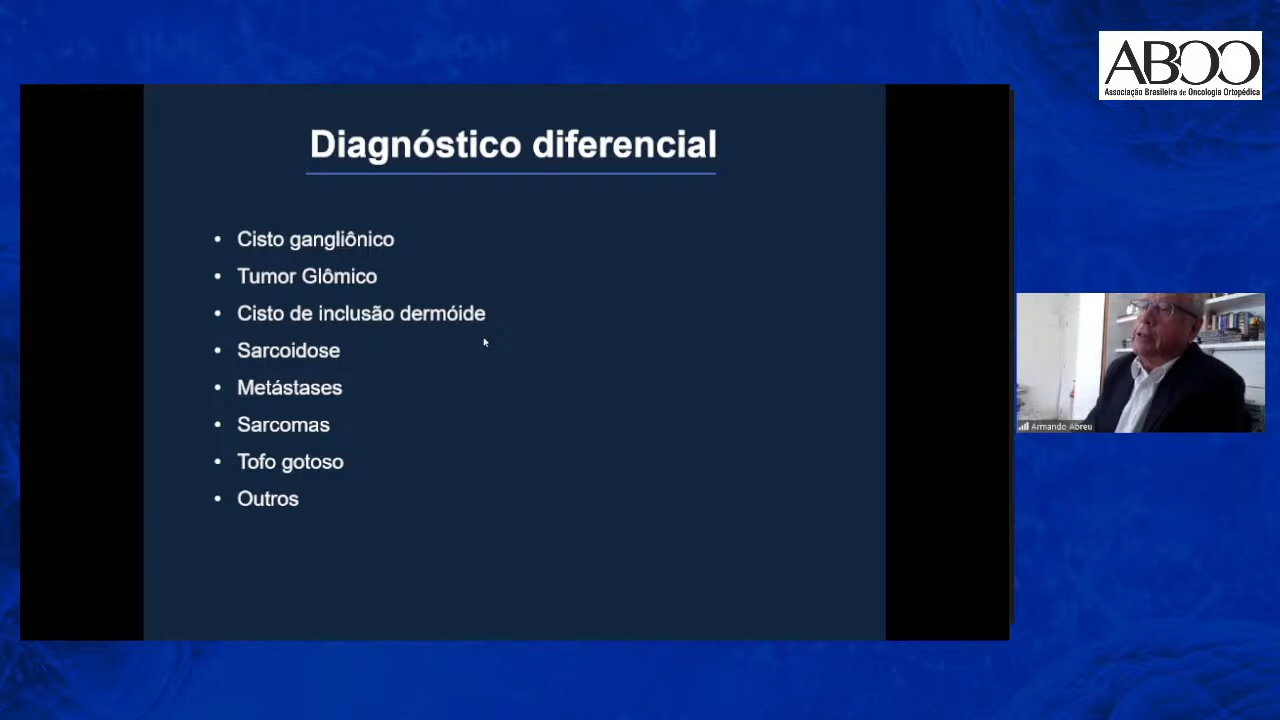 ABOO
Associação Brasileira de Oncologia Ortopédica
Diagnóstico diferencial
• Cisto gangliônico
• Tumor Glômico
• Cisto de inclusão dermóide
• Sarcoidose
• Metástases
• Sarcomas
• Tofo gotoso
• Outros
Armando Abreu